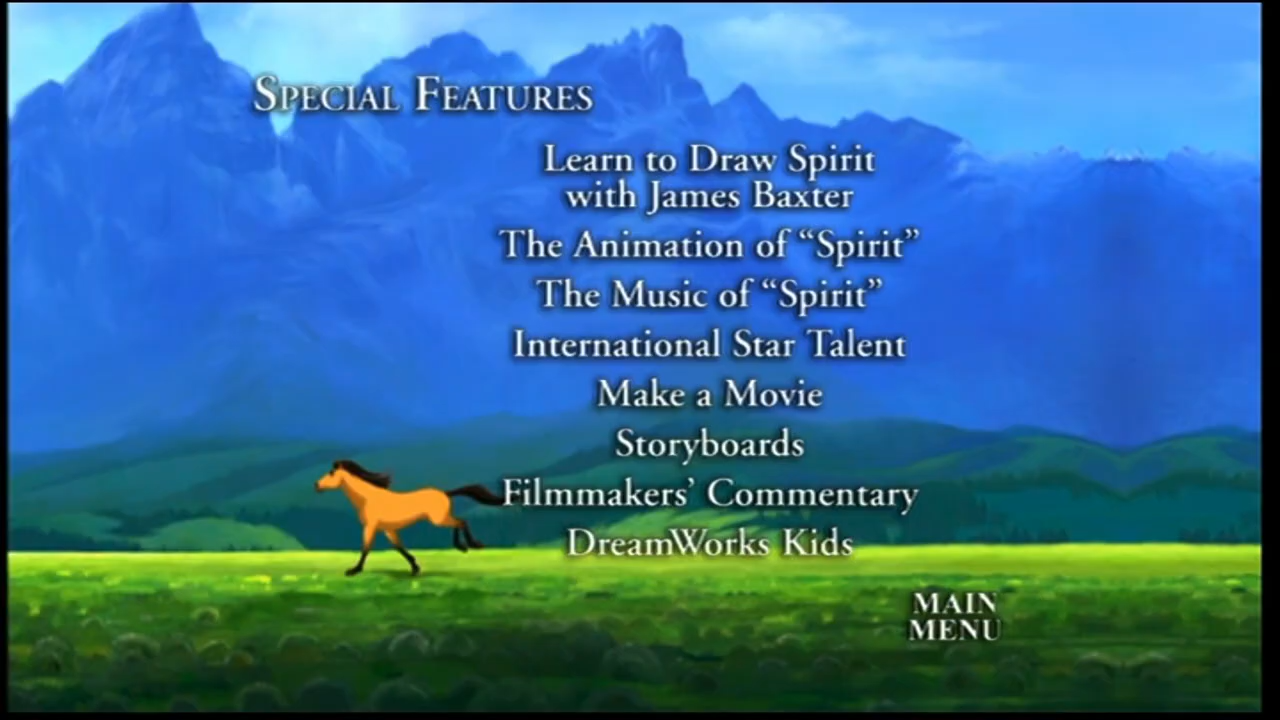 Special Features
Learn to Draw Spirit
with James Baxter
The Animation of “Spirit”
The Music of “Spirit”
International Star Talent
Make a Movie
Storyboards
Filmmakers’ Commentary
DreamWorks Kids
MAIN
MENU